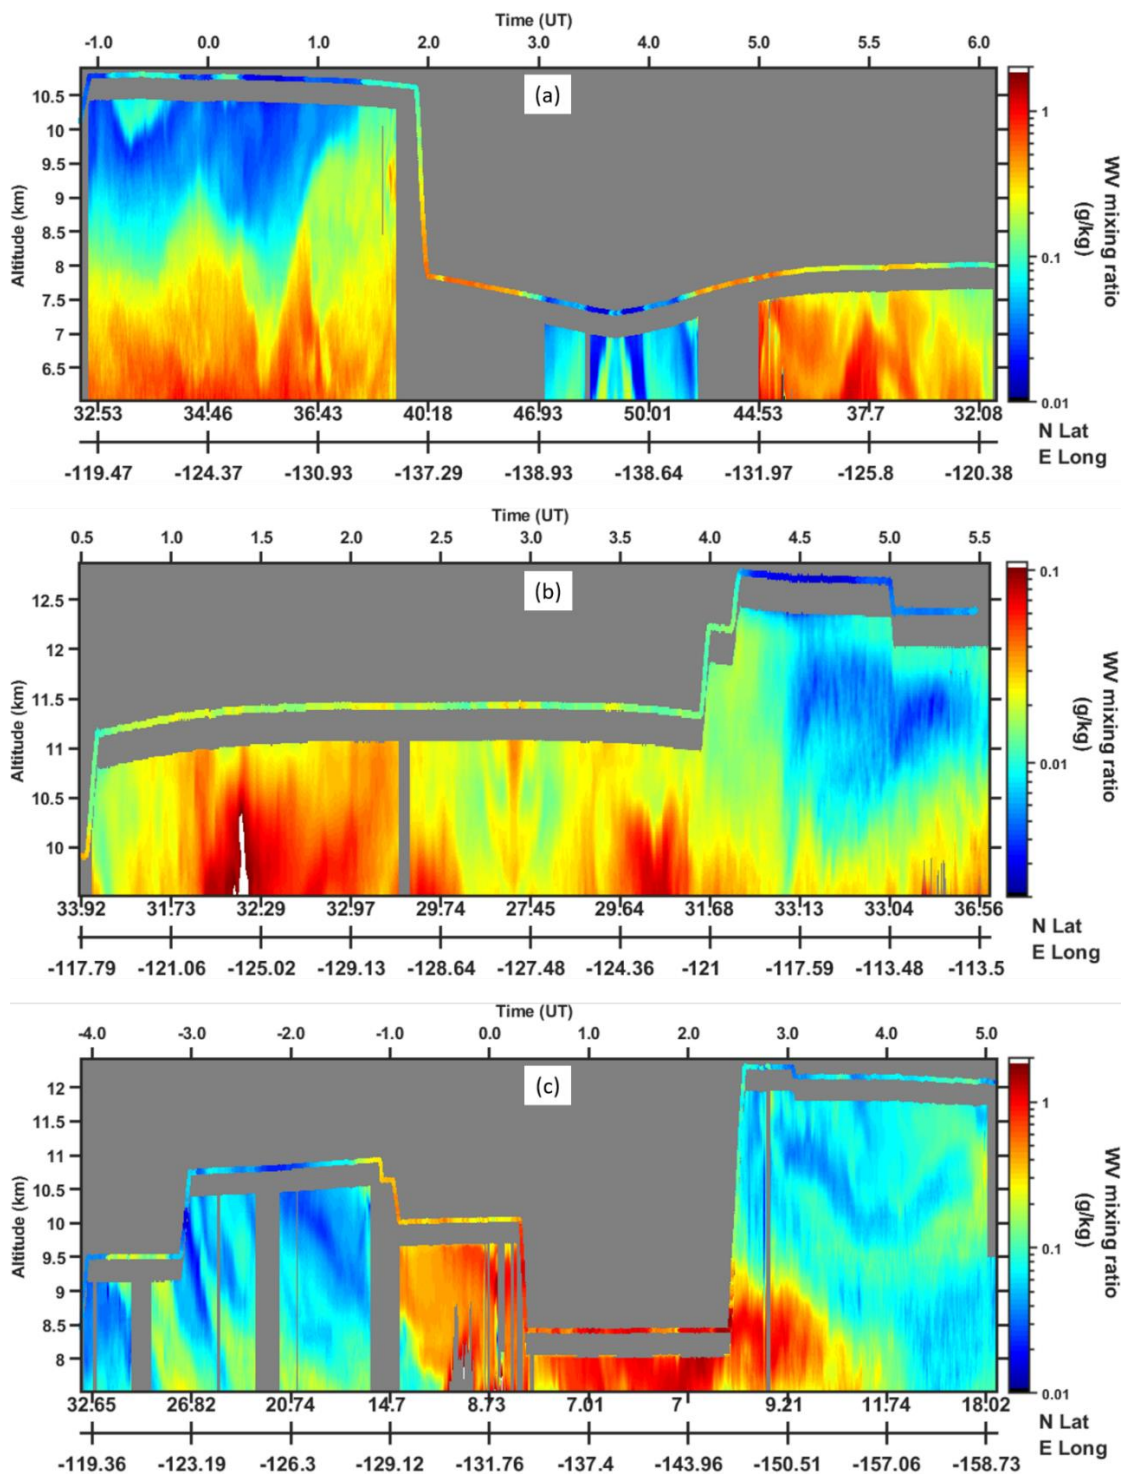 Time (UT)
-1.0 0.0 1.0 2.0 3.0 4.0 5.0 5.5 6.0
(a)
10.5
10
9.5
9
8.5
8
7.5
7
6.5
Altitude (km)
1
0.1
0.01
WV mixing ratio
(g/kg)
32.53 34.46 36.43 40.18 46.93 50.01 44.53 37.7 32.08
N Lat
E Long
-119.47 -124.37 -130.93 -137.29 -138.93 -138.64 -131.97 -125.8 -120.38
Time (UT)
0.5 1.0 1.5 2.0 2.5 3.0 3.5 4.0 4.5 5.0 5.5
(b)
12.5
12
11.5
11
10.5
10
Altitude (km)
0.1
0.01
WV mixing ratio
(g/kg)
33.92 31.73 32.29 32.97 29.74 27.45 29.64 31.68 33.13 33.04 36.56
N Lat
E Long
-117.79 -121.06 -125.02 -129.13 -128.64 -127.48 -124.36 -121 -117.59 -113.48 -113.5
Time (UT)
-4.0 -3.0 -2.0 -1.0 0.0 1.0 2.0 3.0 4.0 5.0
(c)
12
11.5
11
10.5
10
9.5
9
8.5
8
Altitude (km)
1
0.1
0.01
WV mixing ratio
(g/kg)
32.65 26.82 20.74 14.7 8.73 7.01 7 9.21 11.74 18.02
N Lat
E Long
-119.36 -123.19 -126.3 -129.12 -131.76 -137.4 -143.96 -150.51 -157.06 -158.73